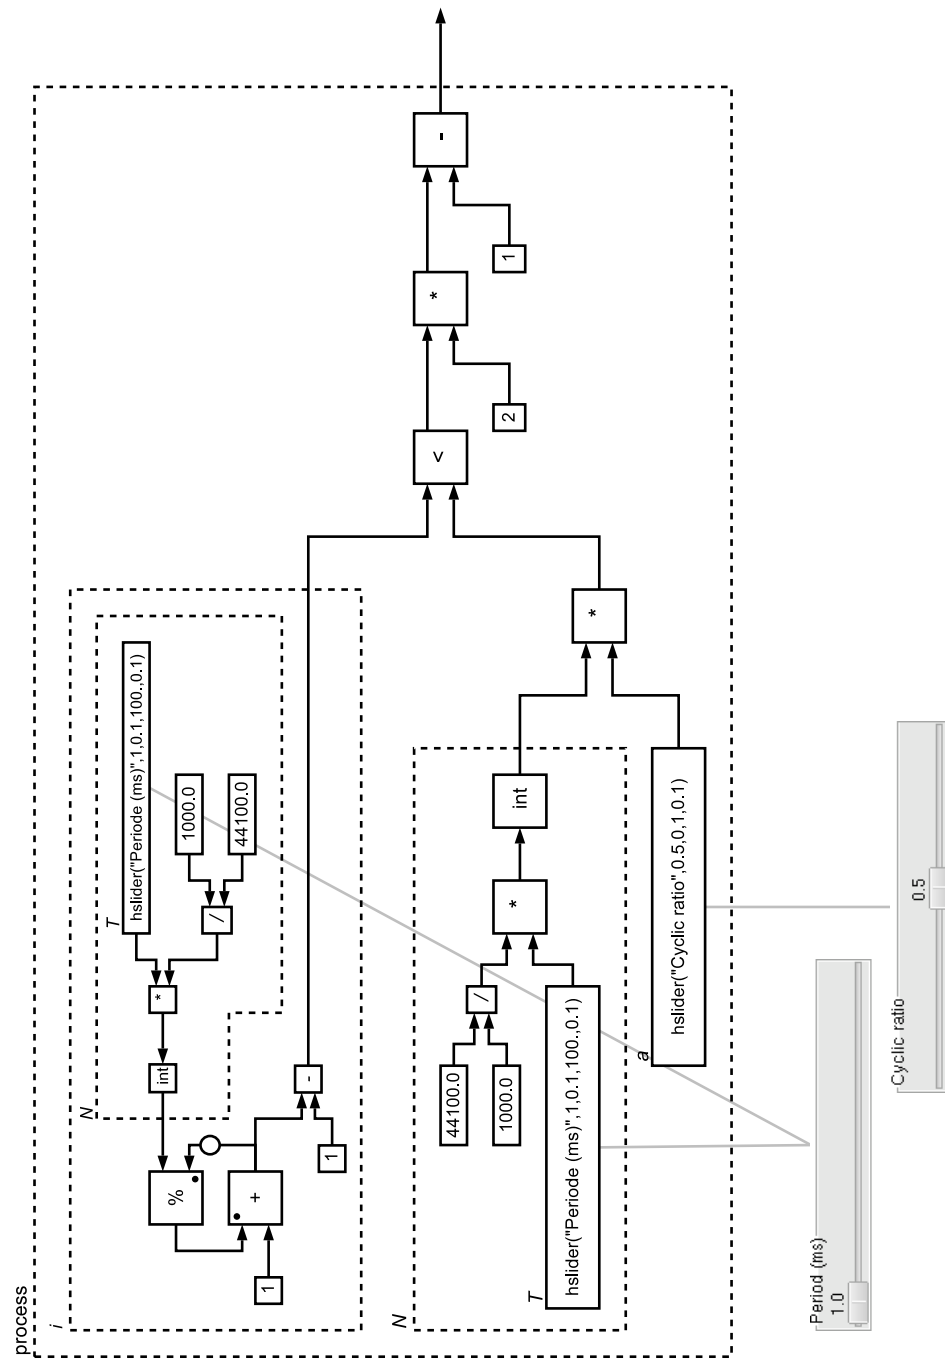 process
i
N
T
hslider("Periode (ms)",1,0.1,100.,0.1)
int
*
1000.0
%
/
44100.0
+
1
-
1
N
44100.0
/
1000.0
*
int
T
hslider("Periode (ms)",1,0.1,100.,0.1)
*
<
*
-
2
1
a
hslider("Cyclic ratio",0.5,0,1,0.1)
Period (ms)
1.0
Cyclic ratio
0.5